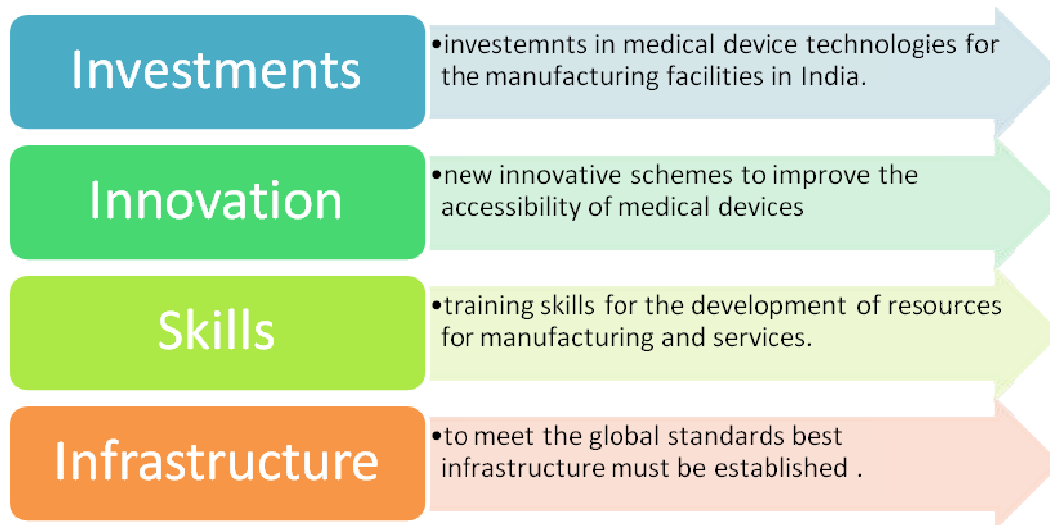 Investments
•investemnts in medical device technologies for
the manufacturing facilities in India.
Innovation
•new innovative schemes to improve the
accessibility of medical devices
Skills
•training skills for the development of resources
for manufacturing and services.
Infrastructure
•to meet the global standards best
infrastructure must be established .